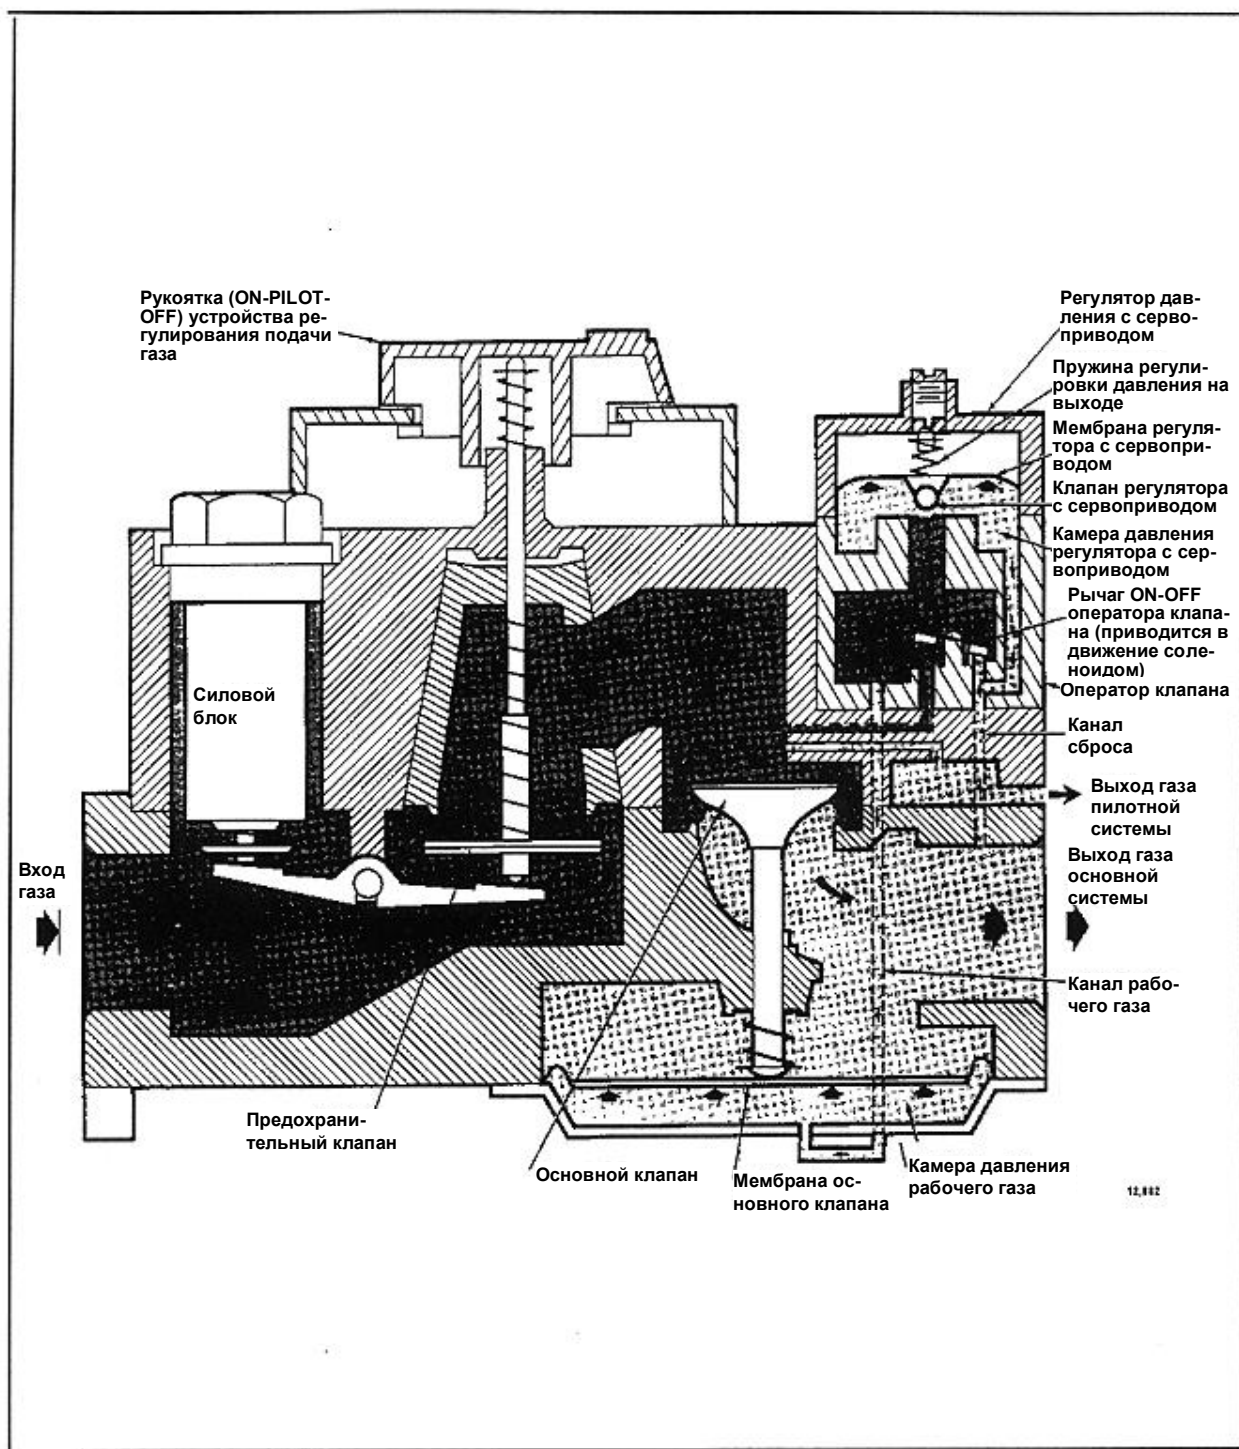 Рукоятка (ON-PILOT-
OFF) устройства ре-
гулирования подачи
газа
Регулятор дав-
ления с серво-
приводом
Пружина регули-
ровки давления на
выходе
Мембрана регуля-
тора с сервопри-
водом
Клапан регулятора
с сервоприводом
Камера давления
регулятора с сер-
воприводом
Рычаг ON-OFF
оператора клапа-
на (приводится в
движение соле-
ноидом)
Оператор клапана
Силовой
блок
Канал
сброса
Выход газа
пилотной
системы
Вход
газа
Выход газа
основной
системы
Канал рабо-
чего газа
Предохрани-
тельный клапан
Основной клапан
Мембрана ос-
новного клапана
Камера давления
рабочего газа
12,882